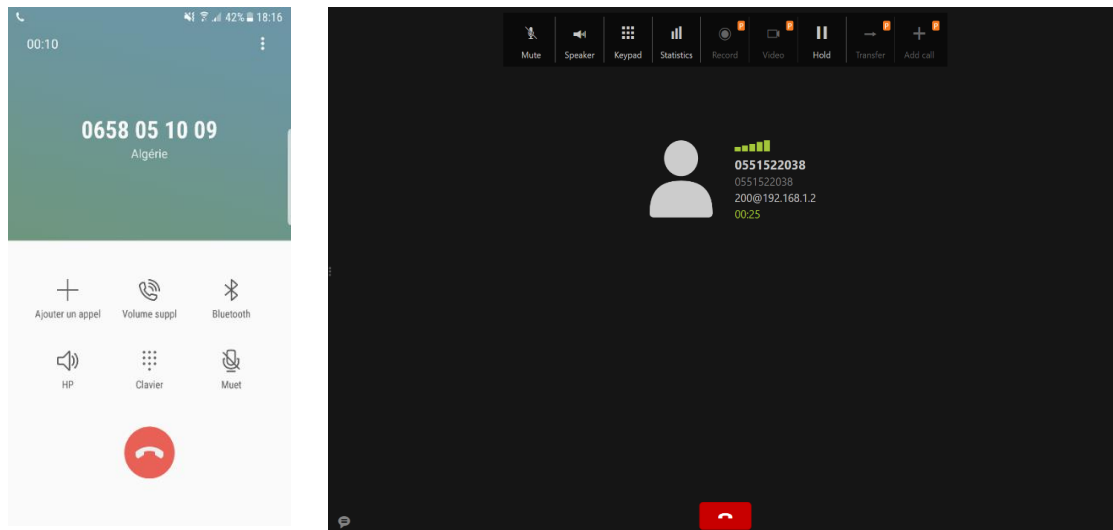 42% 18:16
00:10
0658 05 10 09
Algérie
Ajouter un appel Volume suppl Bluetooth
HP Clavier Muet
P P P P
Mute Speaker Keypad Statistics Record Video Hold Transfer Add call
0551522038
0551522038
200@192.168.1.2
00:25